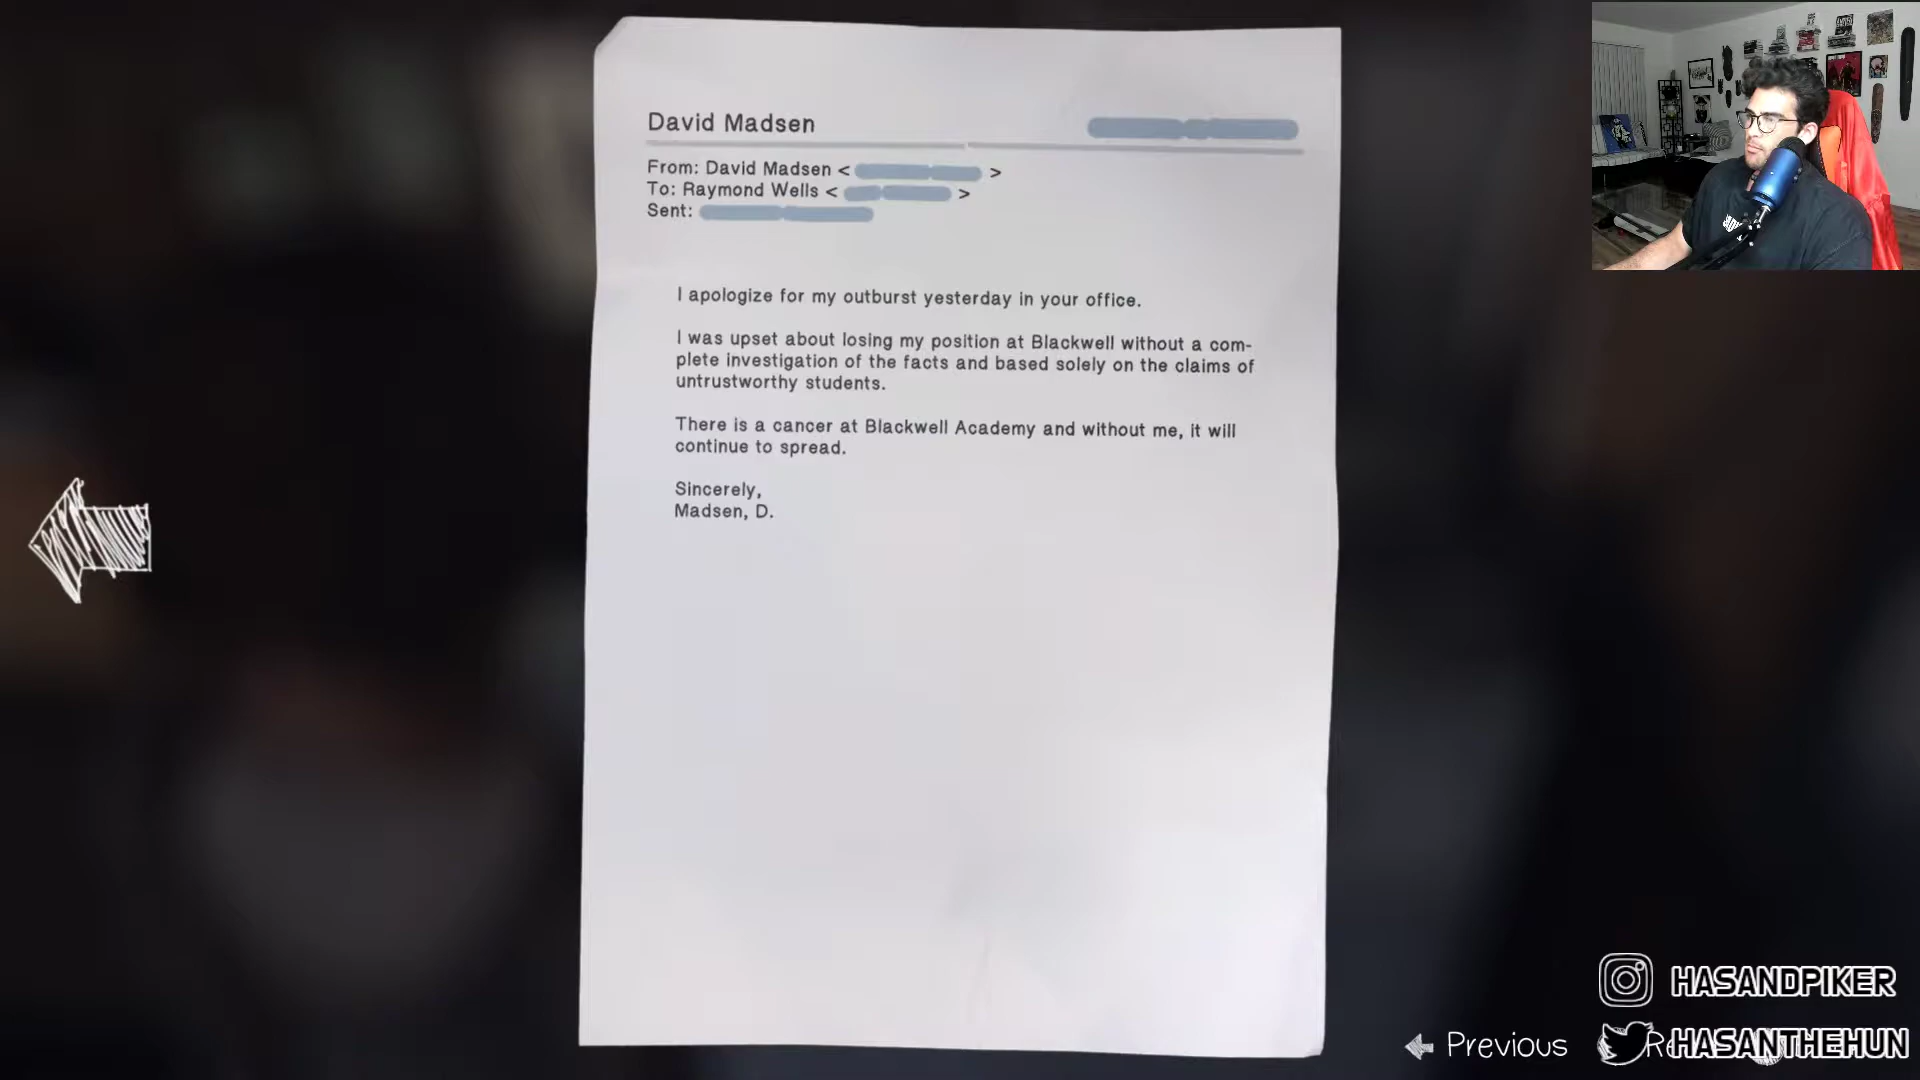 David Madsen
From: David Madsen < >
To: Raymond Wells < >
Sent:
I apologize for my outburst yesterday in your office.
I was upset about losing my position at Blackwell without a com-
plete investigation of the facts and based solely on the claims of
untrustworthy students.
There is a cancer at Blackwell Academy and without me, it will
continue to spread.
Sincerely,
Madsen, D.
HASANDPIKER
Previous
HASANTHEHUN